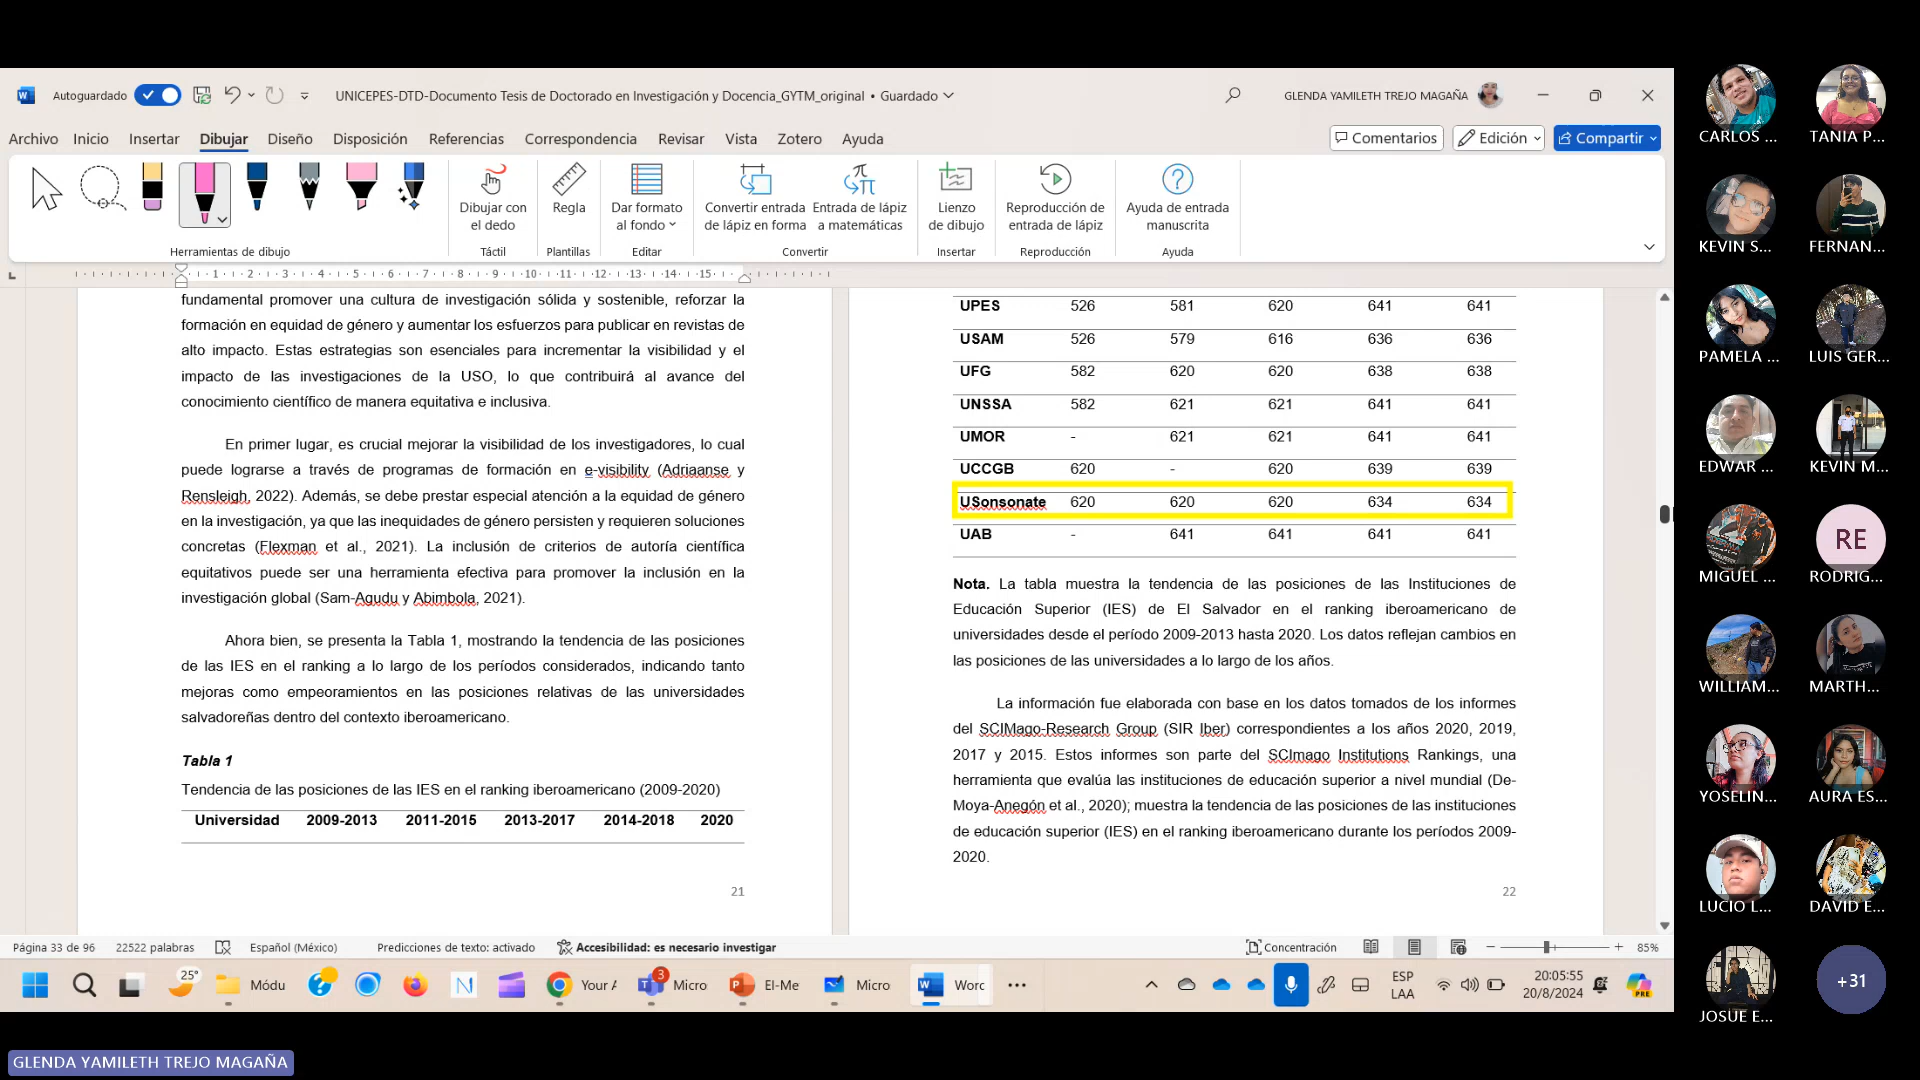 Autoguardado
UNICEPES-DTD-Documento Tesis de Doctorado en Investigación y Docencia_GYTM_original • Guardado
GLENDA YAMILETH TREJO MAGAÑA
Archivo Inicio Insertar Dibujar Diseño Disposición Referencias Correspondencia Revisar Vista Zotero Ayuda
Comentarios Edición Compartir
Dibujar con el dedo
Regla
Dar formato al fondo
Convertir entrada de lápiz en forma
Entrada de lápiz a matemáticas
Lienzo de dibujo
Reproducción de entrada de lápiz
Ayuda de entrada manuscrita
Herramientas de dibujo Táctil Plantillas Editar Convertir Insertar Reproducción Ayuda
1 2 3 4 5 6 7 8 9 10 11 12 13 14 15
fundamental promover una cultura de investigación sólida y sostenible, reforzar la
formación en equidad de género y aumentar los esfuerzos para publicar en revistas de
alto impacto. Estas estrategias son esenciales para incrementar la visibilidad y el
impacto de las investigaciones de la USO, lo que contribuirá al avance del
conocimiento científico de manera equitativa e inclusiva.
En primer lugar, es crucial mejorar la visibilidad de los investigadores, lo cual
puede lograrse a través de programas de formación en e-visibility (Adriaanse y
Rensleigh, 2022). Además, se debe prestar especial atención a la equidad de género
en la investigación, ya que las inequidades de género persisten y requieren soluciones
concretas (Flexman et al., 2021). La inclusión de criterios de autoría científica
equitativos puede ser una herramienta efectiva para promover la inclusión en la
investigación global (Sam-Agudu y Abimbola, 2021).
Ahora bien, se presenta la Tabla 1, mostrando la tendencia de las posiciones
de las IES en el ranking a lo largo de los períodos considerados, indicando tanto
mejoras como empeoramientos en las posiciones relativas de las universidades
salvadoreñas dentro del contexto iberoamericano.
Tabla 1
Tendencia de las posiciones de las IES en el ranking iberoamericano (2009-2020)
Universidad 2009-2013 2011-2015 2013-2017 2014-2018 2020
21
UPES 526 581 620 641 641
USAM 526 579 616 636 636
UFG 582 620 620 638 638
UNSSA 582 621 621 641 641
UMOR - 621 621 641 641
UCCGB 620 - 620 639 639
USonsonate 620 620 620 634 634
UAB - 641 641 641 641
Nota. La tabla muestra la tendencia de las posiciones de las Instituciones de
Educación Superior (IES) de El Salvador en el ranking iberoamericano de
universidades desde el período 2009-2013 hasta 2020. Los datos reflejan cambios en
las posiciones de las universidades a lo largo de los años.
La información fue elaborada con base en los datos tomados de los informes
del SCIMago-Research Group (SIR Iber) correspondientes a los años 2020, 2019,
2017 y 2015. Estos informes son parte del SCImago Institutions Rankings, una
herramienta que evalúa las instituciones de educación superior a nivel mundial (De-
Moya-Anegón et al., 2020); muestra la tendencia de las posiciones de las instituciones
de educación superior (IES) en el ranking iberoamericano durante los períodos 2009-
2020.
22
Página 33 de 96 22522 palabras Español (México) Predicciones de texto: activado Accesibilidad: es necesario investigar Concentración 85%
25° Módu Your A 3 Micro El-Me Micro Worc ESP LAA 20:05:55 20/8/2024 PRE
CARLOS ... TANIA P...
KEVIN S... FERNAN...
PAMELA ... LUIS GER...
EDWAR ... KEVIN M...
MIGUEL ... RE RODRIG...
WILLIAM... MARTH...
YOSELIN... AURA ES...
LUCIO L... DAVID E...
JOSUE E... +31
GLENDA YAMILETH TREJO MAGAÑA